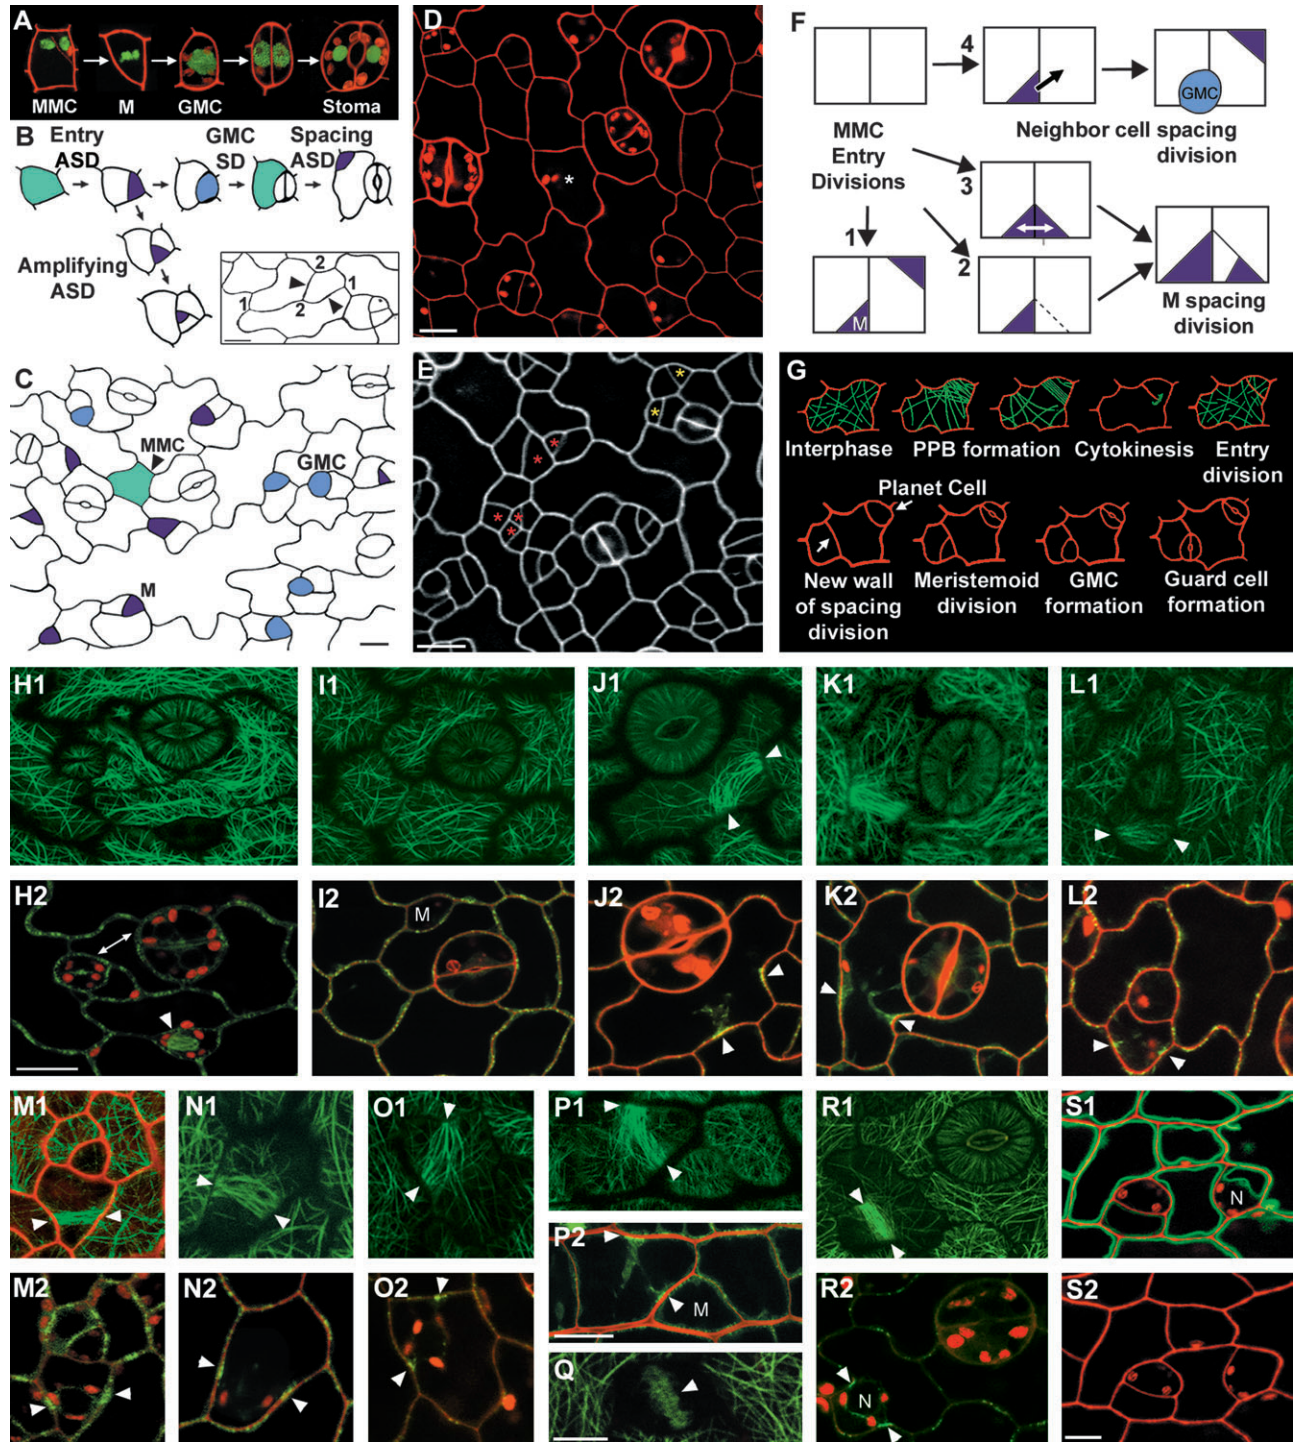 A
MMC
M
GMC
Stoma
B
Entry
ASD
GMC
SD
Spacing
ASD
Amplifying
ASD
2
1
1
2
C
MMC
GMC
M
D
*
E
*
*
*
*
*
*
*
F
4
GMC
MMC
Entry
Divisions
Neighbor cell spacing
division
3
1
2
M
M spacing
division
G
Interphase
PPB formation
Cytokinesis
Entry
division
Planet Cell
New wall
of spacing
division
Meristemoid
division
GMC
formation
Guard cell
formation
H1
I1
J1
K1
L1
H2
I2
M
J2
K2
L2
M1
N1
O1
P1
R1
S1
N
P2
M
M2
N2
O2
Q
R2
N
S2